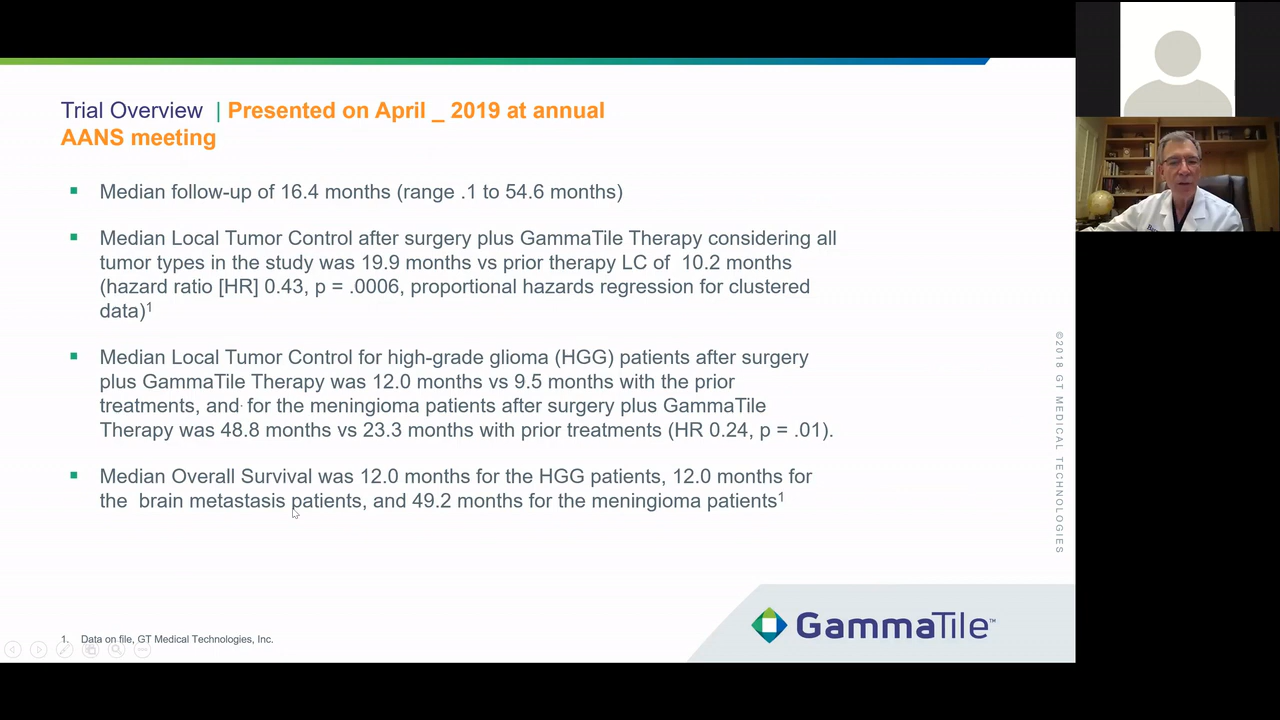 Trial Overview | Presented on April _ 2019 at annual
AANS meeting
Median follow-up of 16.4 months (range .1 to 54.6 months)
Median Local Tumor Control after surgery plus GammaTile Therapy considering all
tumor types in the study was 19.9 months vs prior therapy LC of 10.2 months
(hazard ratio [HR] 0.43, p = .0006, proportional hazards regression for clustered
data)1
Median Local Tumor Control for high-grade glioma (HGG) patients after surgery
plus GammaTile Therapy was 12.0 months vs 9.5 months with the prior
treatments, and for the meningioma patients after surgery plus GammaTile
Therapy was 48.8 months vs 23.3 months with prior treatments (HR 0.24, p = .01).
Median Overall Survival was 12.0 months for the HGG patients, 12.0 months for
the brain metastasis patients, and 49.2 months for the meningioma patients1
©2018 GT MEDICAL TECHNOLOGIES
GammaTile™
1. Data on file, GT Medical Technologies, Inc.